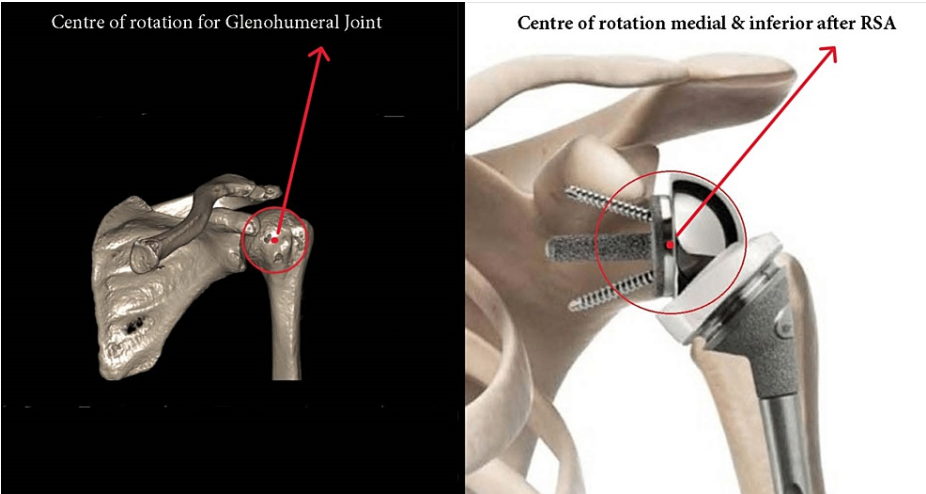 Centre of rotation for Glenohumeral Joint
Centre of rotation medial & inferior after RSA